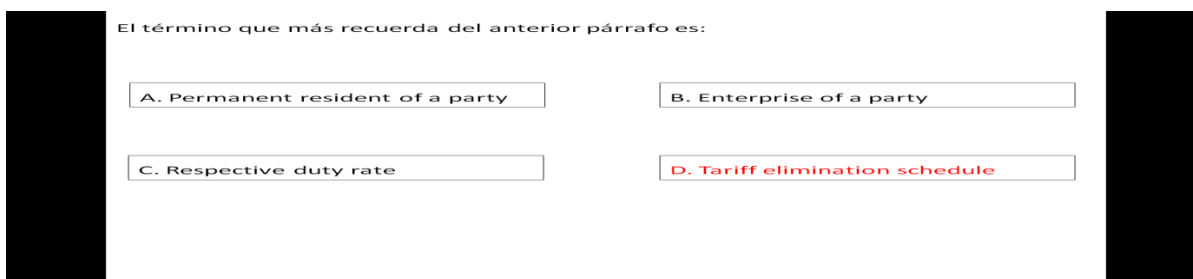 El término que más recuerda del anterior párrafo es:
A. Permanent resident of a party
B. Enterprise of a party
C. Respective duty rate
D. Tariff elimination schedule